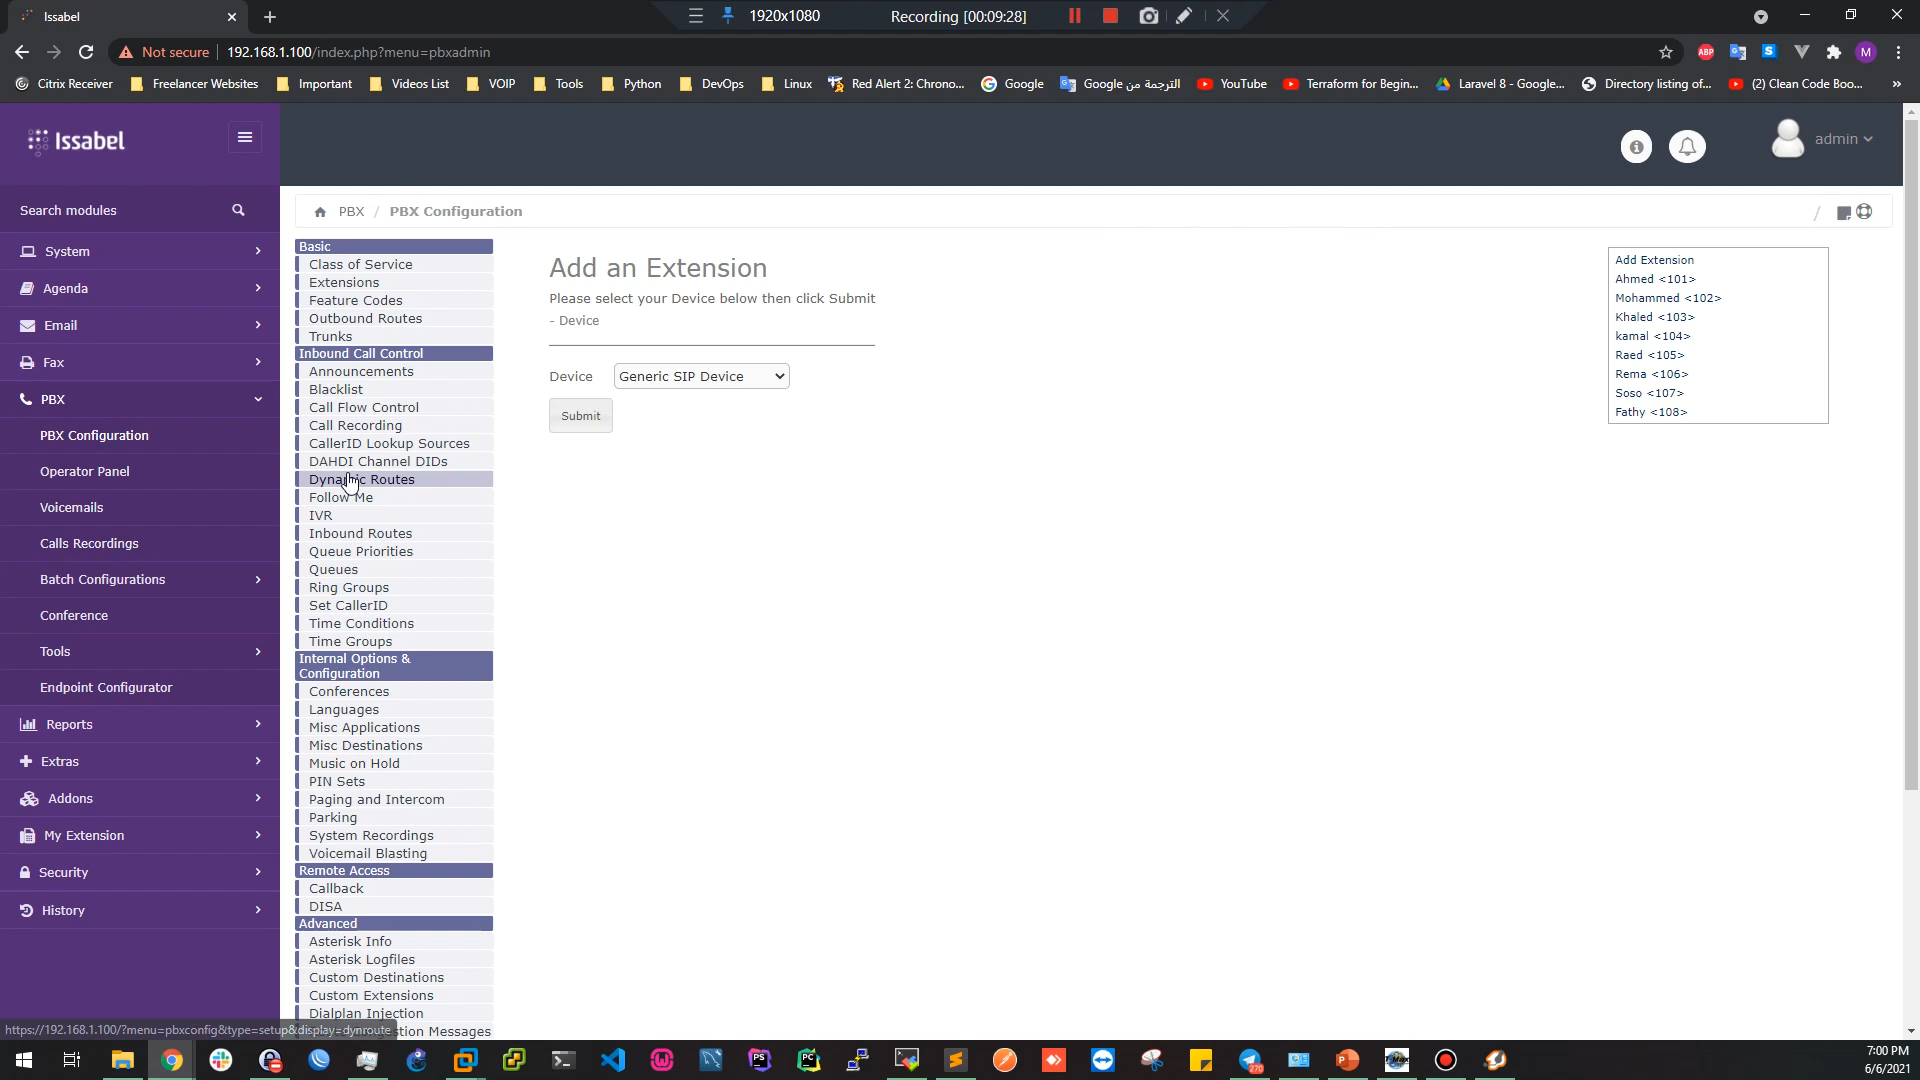 Issabel
1920x1080
Recording [00:09:28]
Not secure
192.168.1.100/index.php?menu=pbxadmin
ABP
M
Citrix Receiver
Freelancer Websites
Important
Videos List
VOIP
Tools
Python
DevOps
Linux
Red Alert 2: Chrono...
Google
الترجمة من Google
YouTube
Terraform for Begin...
Laravel 8 - Google...
Directory listing of...
(2) Clean Code Boo...
»
Issabel
admin
Search modules
System
Agenda
Email
Fax
PBX
PBX Configuration
Operator Panel
Voicemails
Calls Recordings
Batch Configurations
Conference
Tools
Endpoint Configurator
Reports
Extras
Addons
My Extension
Security
History
PBX / PBX Configuration
/
Basic
Class of Service
Extensions
Feature Codes
Outbound Routes
Trunks
Inbound Call Control
Announcements
Blacklist
Call Flow Control
Call Recording
CallerID Lookup Sources
DAHDI Channel DIDs
Dynamic Routes
Follow Me
IVR
Inbound Routes
Queue Priorities
Queues
Ring Groups
Set CallerID
Time Conditions
Time Groups
Internal Options &
Configuration
Conferences
Languages
Misc Applications
Misc Destinations
Music on Hold
PIN Sets
Paging and Intercom
Parking
System Recordings
Voicemail Blasting
Remote Access
Callback
DISA
Advanced
Asterisk Info
Asterisk Logfiles
Custom Destinations
Custom Extensions
Dialplan Injection
stion Messages
Add an Extension
Please select your Device below then click Submit
- Device
Device
Generic SIP Device
Submit
Add Extension
Ahmed <101>
Mohammed <102>
Khaled <103>
kamal <104>
Raed <105>
Rema <106>
Soso <107>
Fathy <108>
https://192.168.1.100/?menu=pbxconfig&type=setup&display=dynroute
PS
PC
270
7:00 PM
6/6/2021